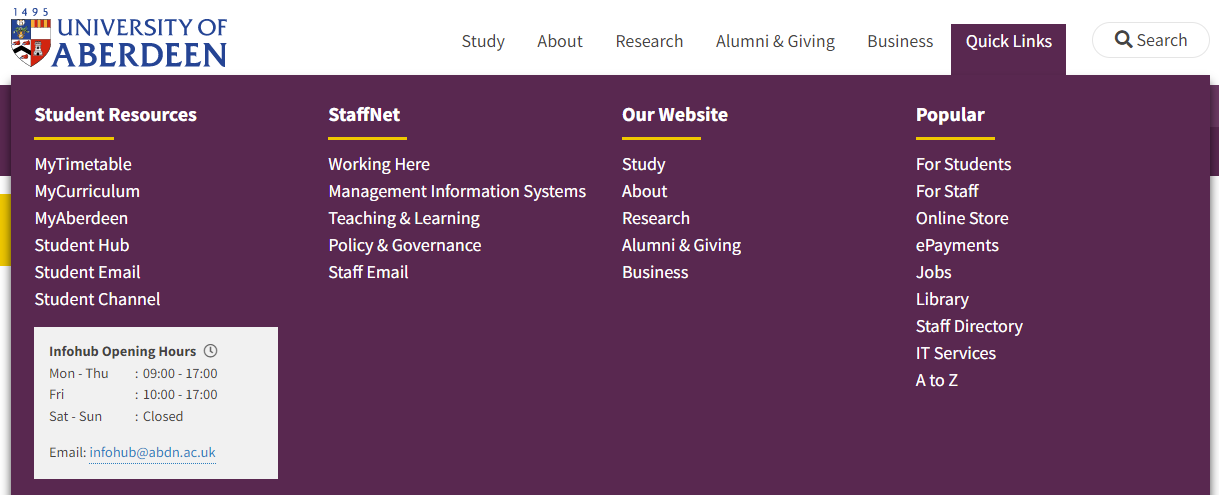 1495
UNIVERSITY OF
ABERDEEN
Study
About
Research
Alumni & Giving
Business
Quick Links
Search
Student Resources
MyTimetable
MyCurriculum
MyAberdeen
Student Hub
Student Email
Student Channel
Infohub Opening Hours
Mon - Thu : 09:00 - 17:00
Fri : 10:00 - 17:00
Sat - Sun : Closed
Email: infohub@abdn.ac.uk
StaffNet
Working Here
Management Information Systems
Teaching & Learning
Policy & Governance
Staff Email
Our Website
Study
About
Research
Alumni & Giving
Business
Popular
For Students
For Staff
Online Store
ePayments
Jobs
Library
Staff Directory
IT Services
A to Z